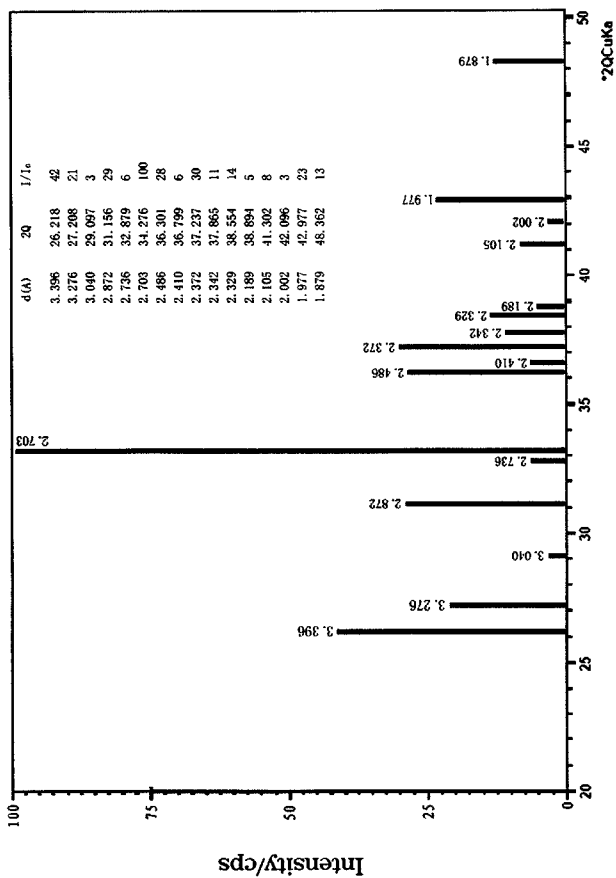 d(A) 2Q I/I₀
3.396 26.218 42
3.276 27.208 21
3.040 29.097 3
2.872 31.156 29
2.736 32.879 6
2.703 34.276 100
2.486 36.301 28
2.410 36.799 6
2.372 37.237 30
2.342 37.865 11
2.329 38.554 14
2.189 38.894 5
2.105 41.302 8
2.002 42.096 3
1.977 42.977 23
1.879 48.362 13
Intensity/cps
100
75
50
25
0
3.396
3.276
3.040
2.872
2.736
2.703
2.486
2.410
2.372
2.342
2.329
2.189
2.105
2.002
1.977
1.879
20
25
30
35
40
45
50
°2QCuKa